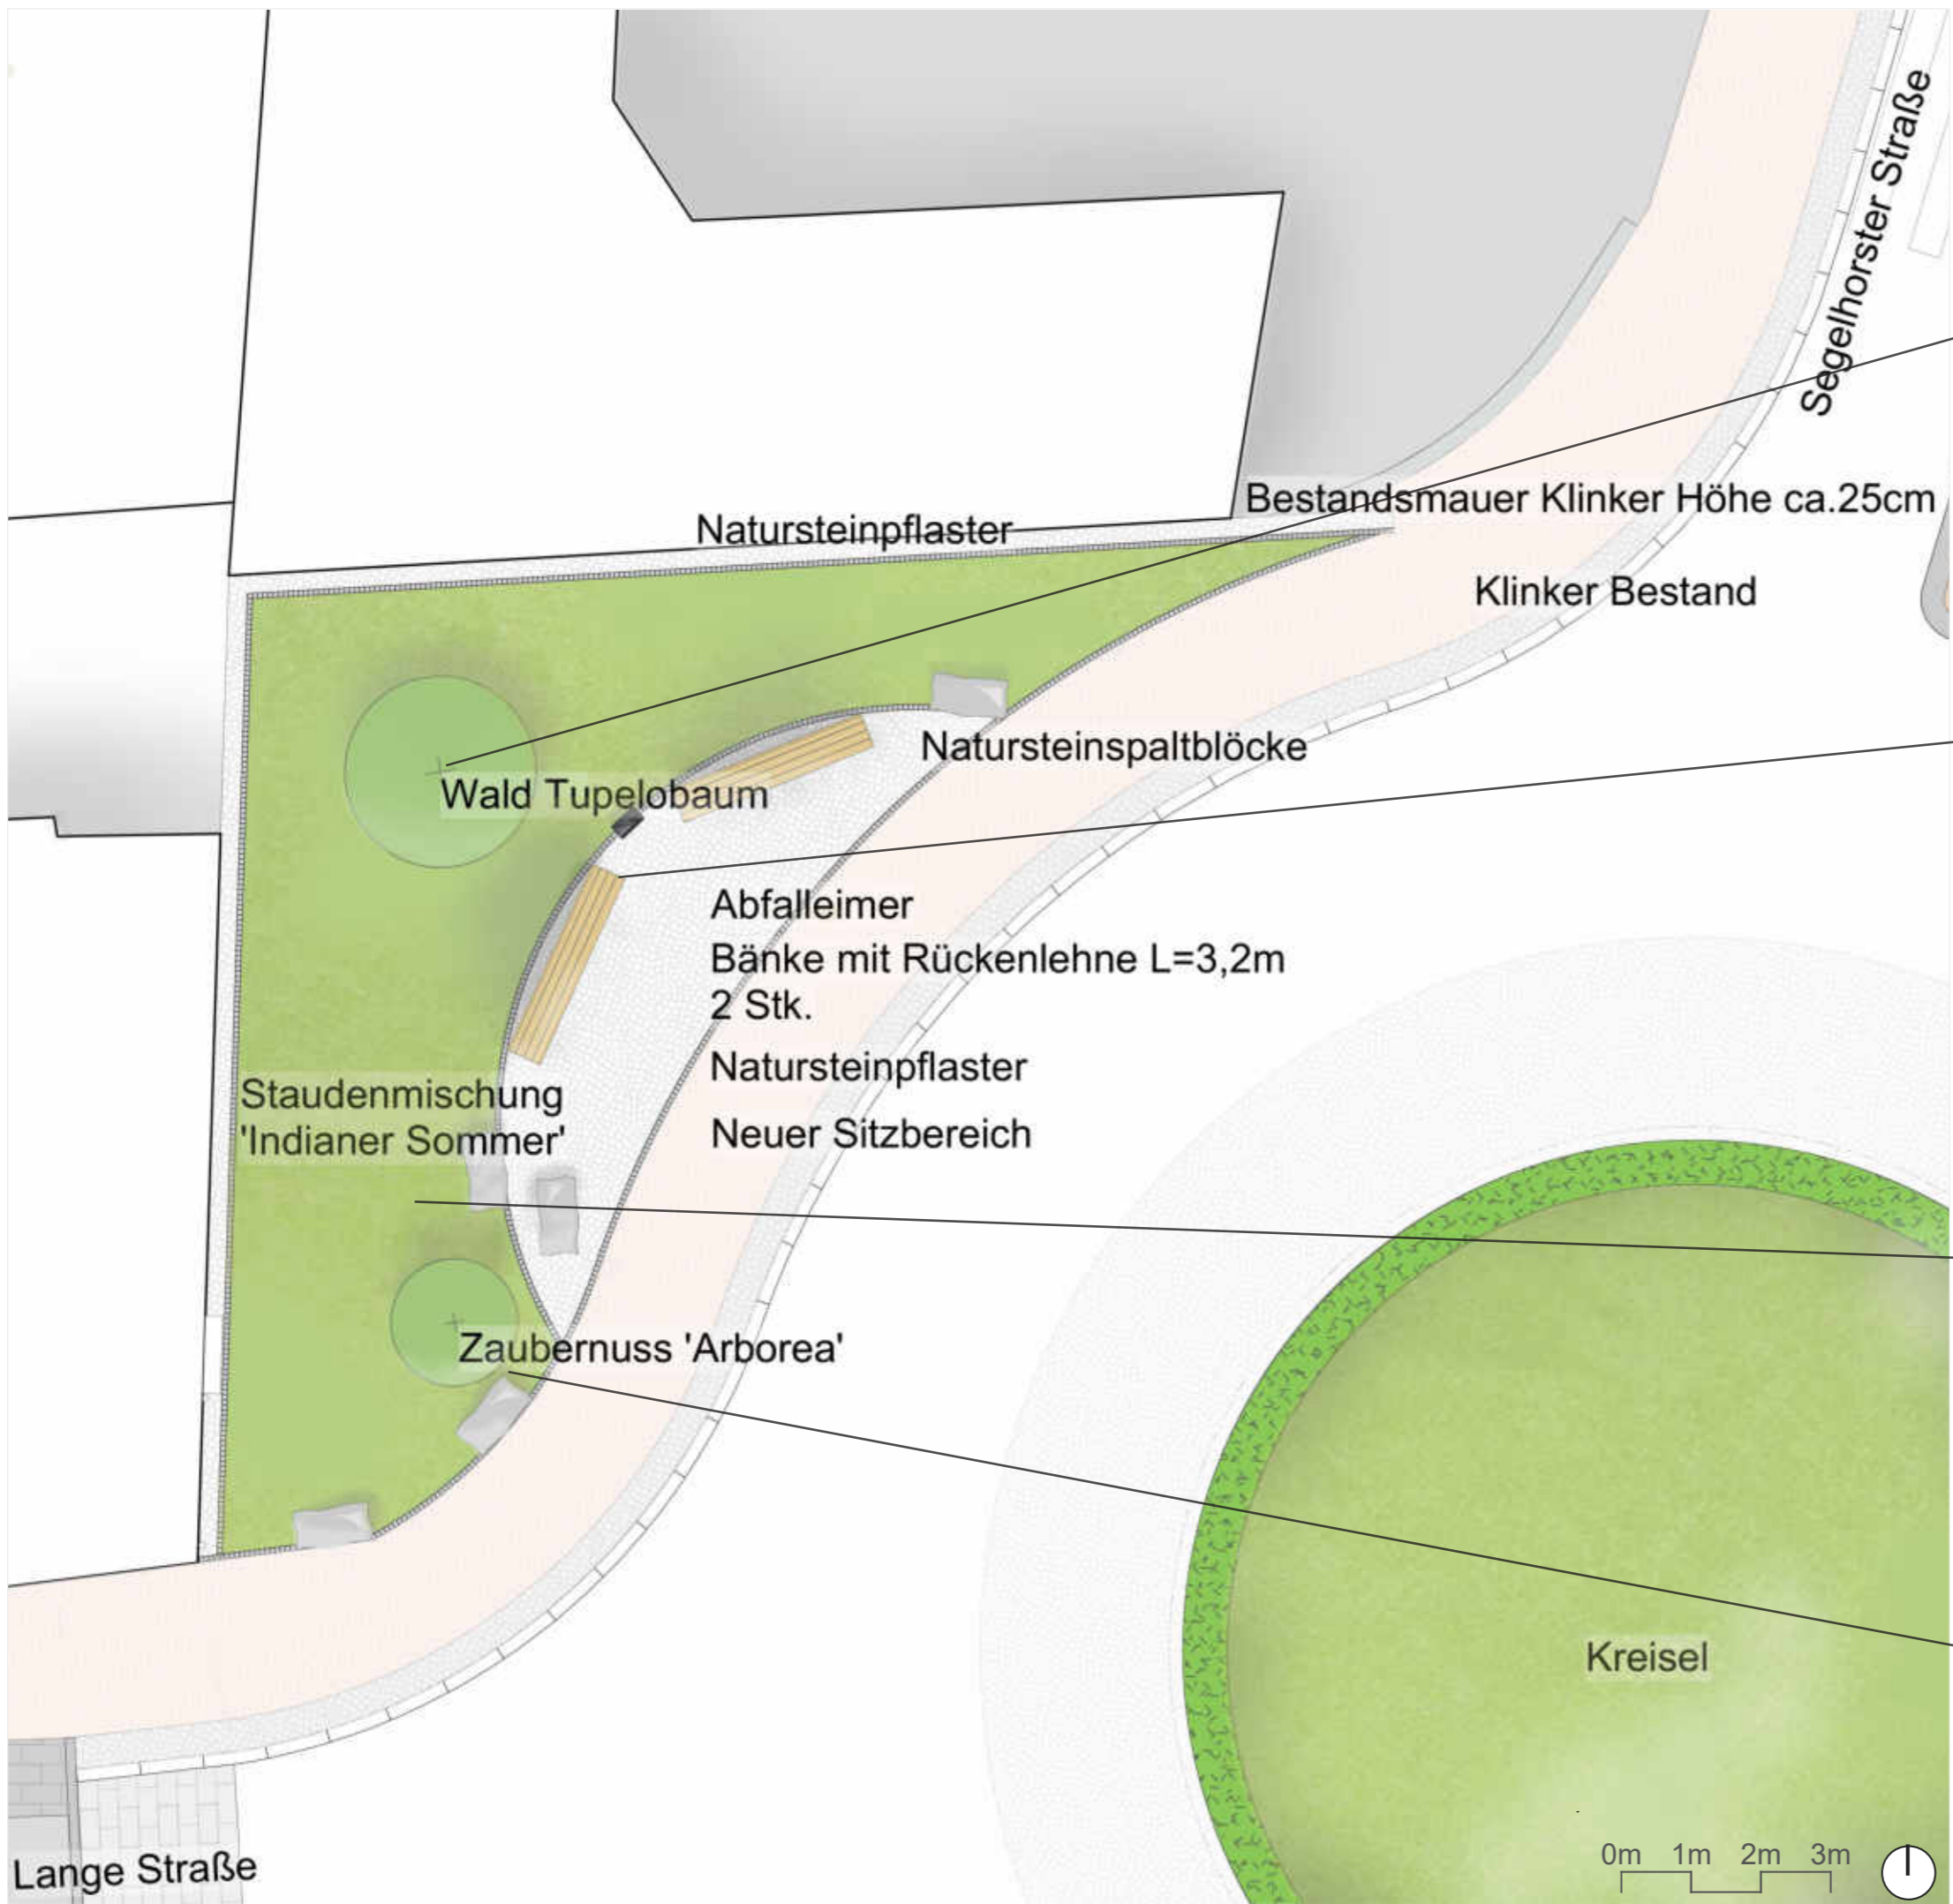 Segelhorster Straße
Bestandsmauer Klinker Höhe ca.25cm
Natursteinpflaster
Klinker Bestand
Natursteinspaltblöcke
Wald Tupelobaum
Abfalleimer
Bänke mit Rückenlehne L=3,2m
2 Stk.
Natursteinpflaster
Staudenmischung
'Indianer Sommer'
Neuer Sitzbereich
Zaubernuss 'Arborea'
Kreisel
0m 1m 2m 3m
Lange Straße